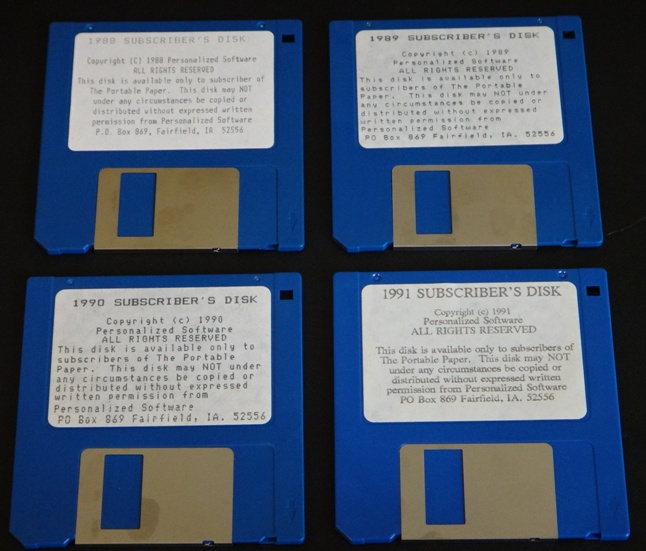 1988 SUBSCRIBER'S DISK
Copyright (C) 1988 Personalized Software
ALL RIGHTS RESERVED
This disk is available only to subscriber of
The Portable Paper. This disk may NOT
under any circumstances be copied or
distributed without expressed written
permission from Personalized Software
P.O. Box 869, Fairfield, IA 52556
1989 SUBSCRIBER'S DISK
Copyright (c) 1989
Personalized Software
ALL RIGHTS RESERVED
This disk is available only to
subscribers of The Portable
Paper. This disk may NOT under
any circumstances be copied or
distributed without expressed
written permission from
Personalized Software
PO Box 869 Fairfield, IA. 52556
1990 SUBSCRIBER'S DISK
Copyright (c) 1990
Personalized Software
ALL RIGHTS RESERVED
This disk is available only to
subscribers of The Portable
Paper. This disk may NOT under
any circumstances be copied or
distributed without expressed
written permission from
Personalized Software
PO Box 869 Fairfield, IA. 52556
1991 SUBSCRIBER'S DISK
Copyright (c) 1991
Personalized Software
ALL RIGHTS RESERVED
This disk is available only to subscribers of
The Portable Paper. This disk may NOT
under any circumstances be copied or
distributed without expressed written
permission from Personalized Software
PO Box 869 Fairfield, IA. 52556